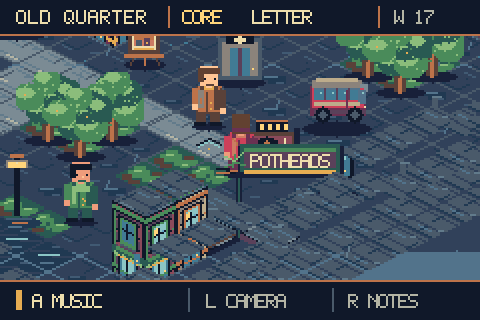 OLD QUARTER CORE LETTER W 17
POTHEADS
A MUSIC L CAMERA R NOTES